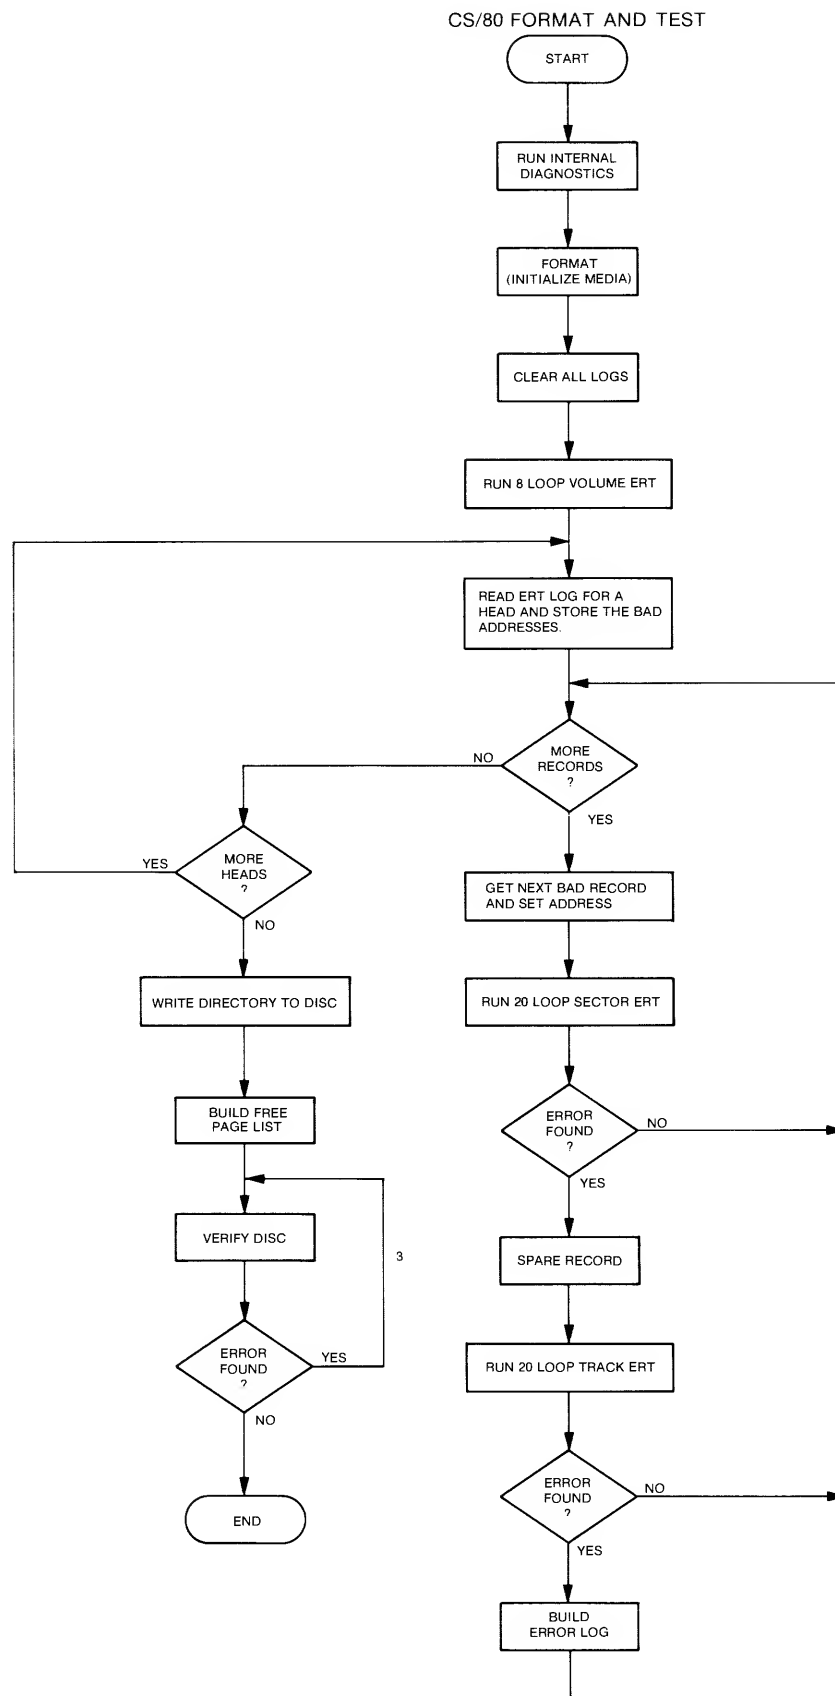 CS/80 FORMAT AND TEST
START
RUN INTERNAL
DIAGNOSTICS
FORMAT
(INITIALIZE MEDIA)
CLEAR ALL LOGS
RUN 8 LOOP VOLUME ERT
READ ERT LOG FOR A
HEAD AND STORE THE BAD
ADDRESSES.
MORE
RECORDS
?
NO
YES
MORE
HEADS
?
YES
NO
GET NEXT BAD RECORD
AND SET ADDRESS
WRITE DIRECTORY TO DISC
RUN 20 LOOP SECTOR ERT
BUILD FREE
PAGE LIST
ERROR
FOUND
?
NO
YES
VERIFY DISC
3
SPARE RECORD
ERROR
FOUND
?
YES
NO
RUN 20 LOOP TRACK ERT
END
ERROR
FOUND
?
NO
YES
BUILD
ERROR LOG